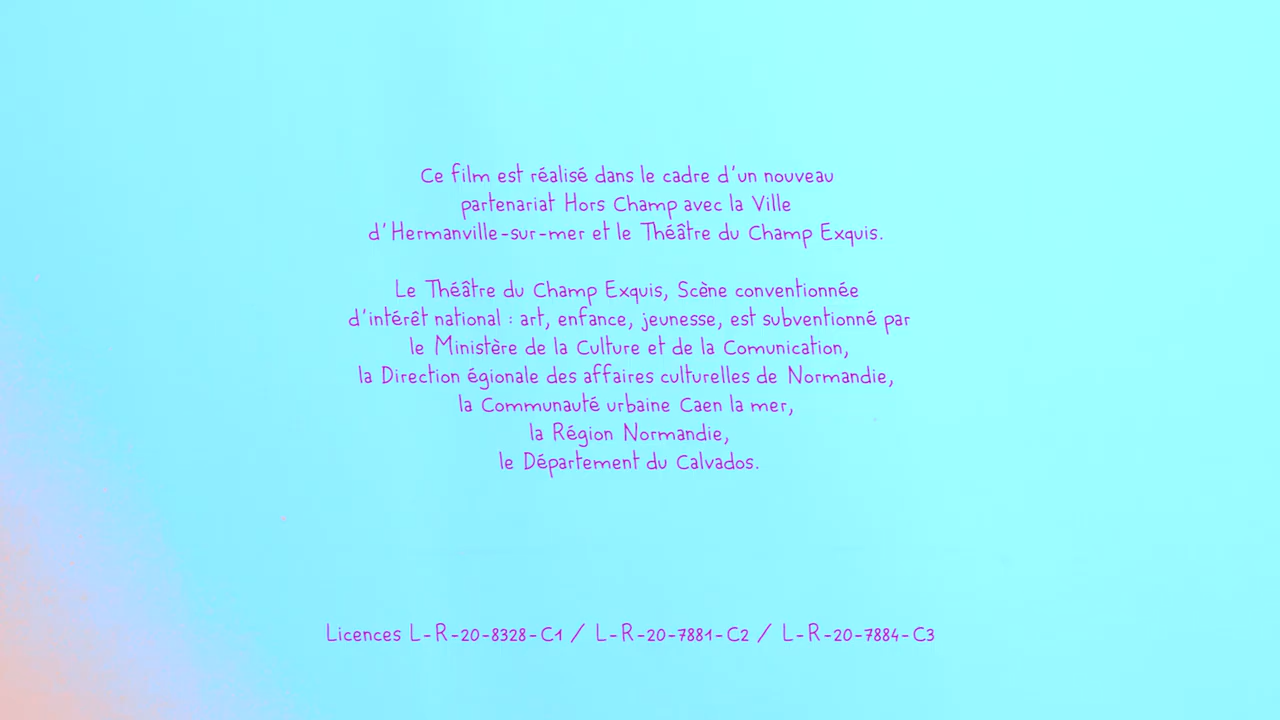 Ce film est réalisé dans le cadre d'un nouveau
partenariat Hors Champ avec la Ville
d'Hermanville-sur-mer et le Théâtre du Champ Exquis.
Le Théâtre du Champ Exquis, Scène conventionnée
d'intérêt national : art, enfance, jeunesse, est subventionné par
le Ministère de la Culture et de la Comunication,
la Direction égionale des affaires culturelles de Normandie,
la Communauté urbaine Caen la mer,
la Région Normandie,
le Département du Calvados.
Licences L-R-20-8328-C1 / L-R-20-7881-C2 / L-R-20-7884-C3